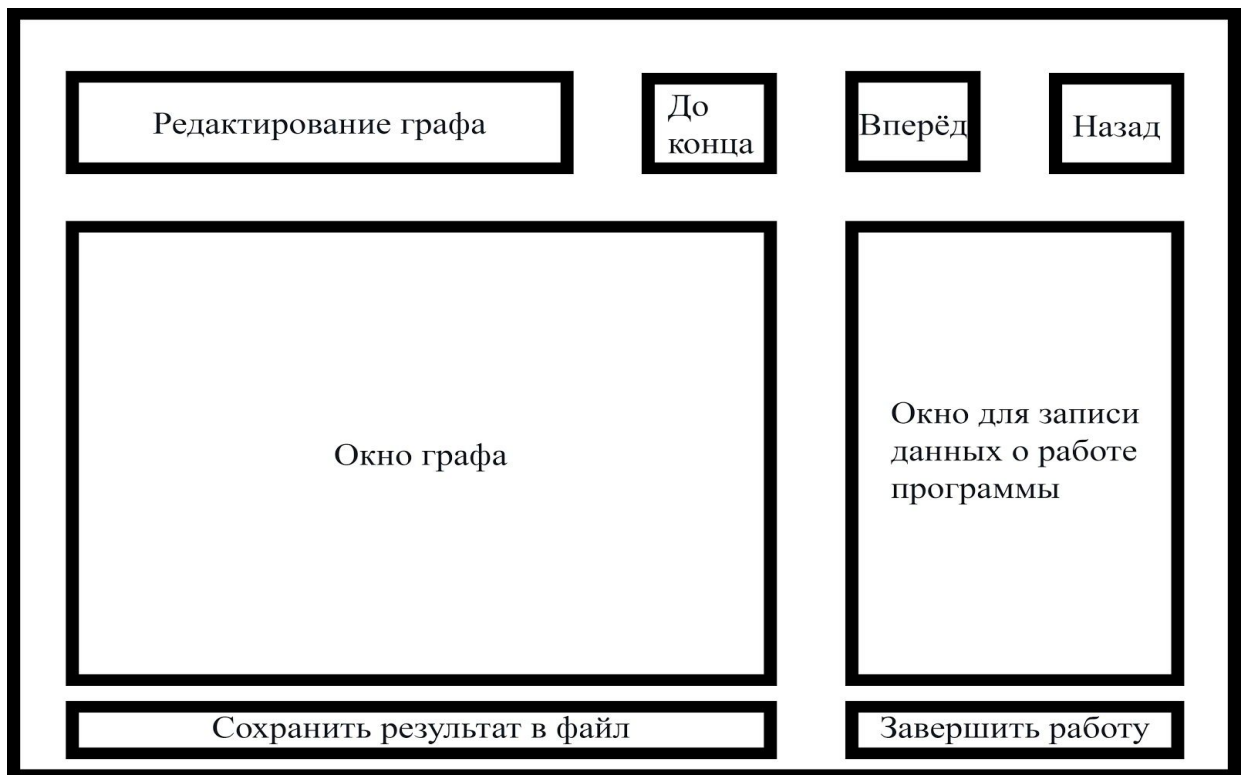 Редактирование графа
До
конца
Вперёд
Назад
Окно графа
Окно для записи
данных о работе
программы
Сохранить результат в файл
Завершить работу